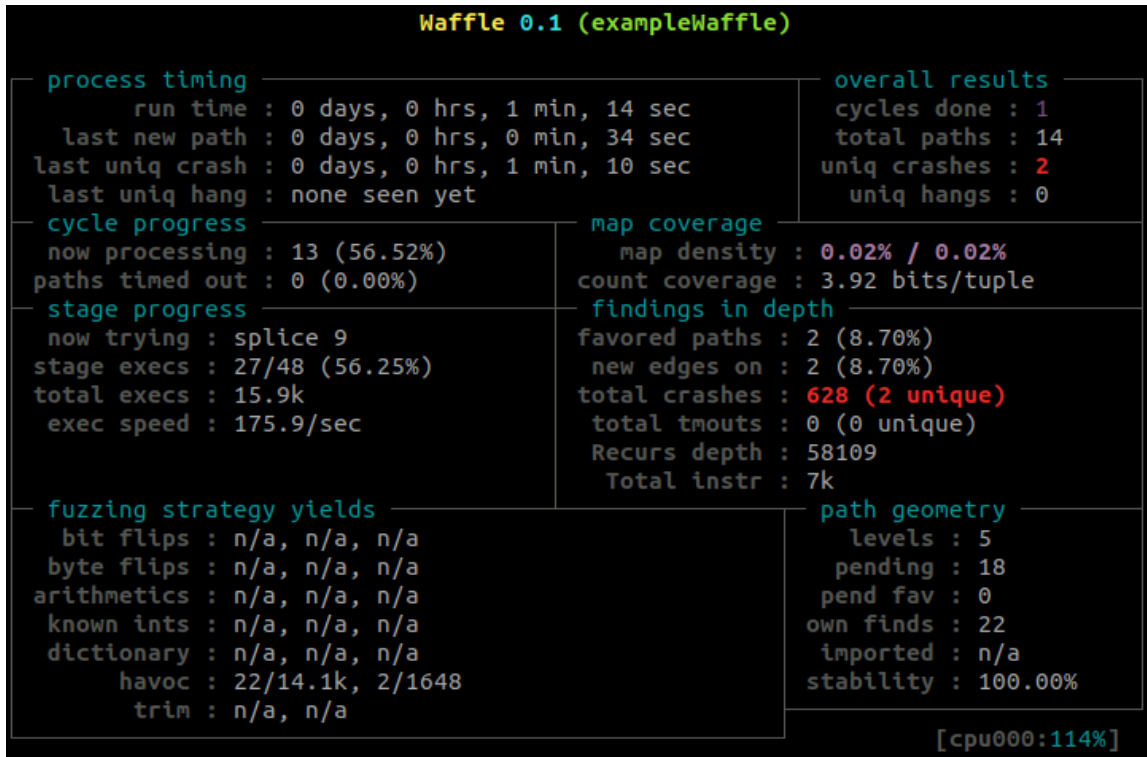 Waffle 0.1 (exampleWaffle)
process timing
run time : 0 days, 0 hrs, 1 min, 14 sec
last new path : 0 days, 0 hrs, 0 min, 34 sec
last uniq crash : 0 days, 0 hrs, 1 min, 10 sec
last uniq hang : none seen yet
overall results
cycles done : 1
total paths : 14
uniq crashes : 2
uniq hangs : 0
cycle progress
now processing : 13 (56.52%)
paths timed out : 0 (0.00%)
map coverage
map density : 0.02% / 0.02%
count coverage : 3.92 bits/tuple
stage progress
now trying : splice 9
stage execs : 27/48 (56.25%)
total execs : 15.9k
exec speed : 175.9/sec
findings in depth
favored paths : 2 (8.70%)
new edges on : 2 (8.70%)
total crashes : 628 (2 unique)
total tmouts : 0 (0 unique)
Recurs depth : 58109
Total instr : 7k
fuzzing strategy yields
bit flips : n/a, n/a, n/a
byte flips : n/a, n/a, n/a
arithmetics : n/a, n/a, n/a
known ints : n/a, n/a, n/a
dictionary : n/a, n/a, n/a
havoc : 22/14.1k, 2/1648
trim : n/a, n/a
path geometry
levels : 5
pending : 18
pend fav : 0
own finds : 22
imported : n/a
stability : 100.00%
[cpu000:114%]